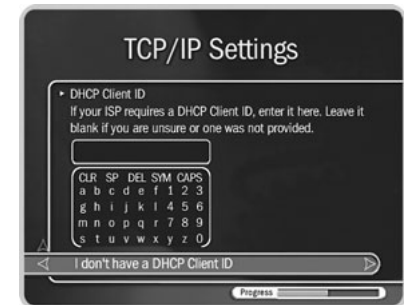 TCP/IP Settings
DHCP Client ID
If your ISP requires a DHCP Client ID, enter it here. Leave it
blank if you are unsure or one was not provided.
CLR SP DEL SYM CAPS
a b c d e f 1 2 3
g h i j k l 4 5 6
m n o p q r 7 8 9
s t u v w x y z 0
I don't have a DHCP Client ID
Progress